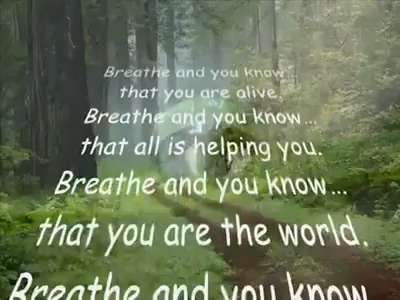 Breathe and you know...
that you are alive.
Breathe and you know...
that all is helping you.
Breathe and you know...
that you are the world.
Breathe and you know